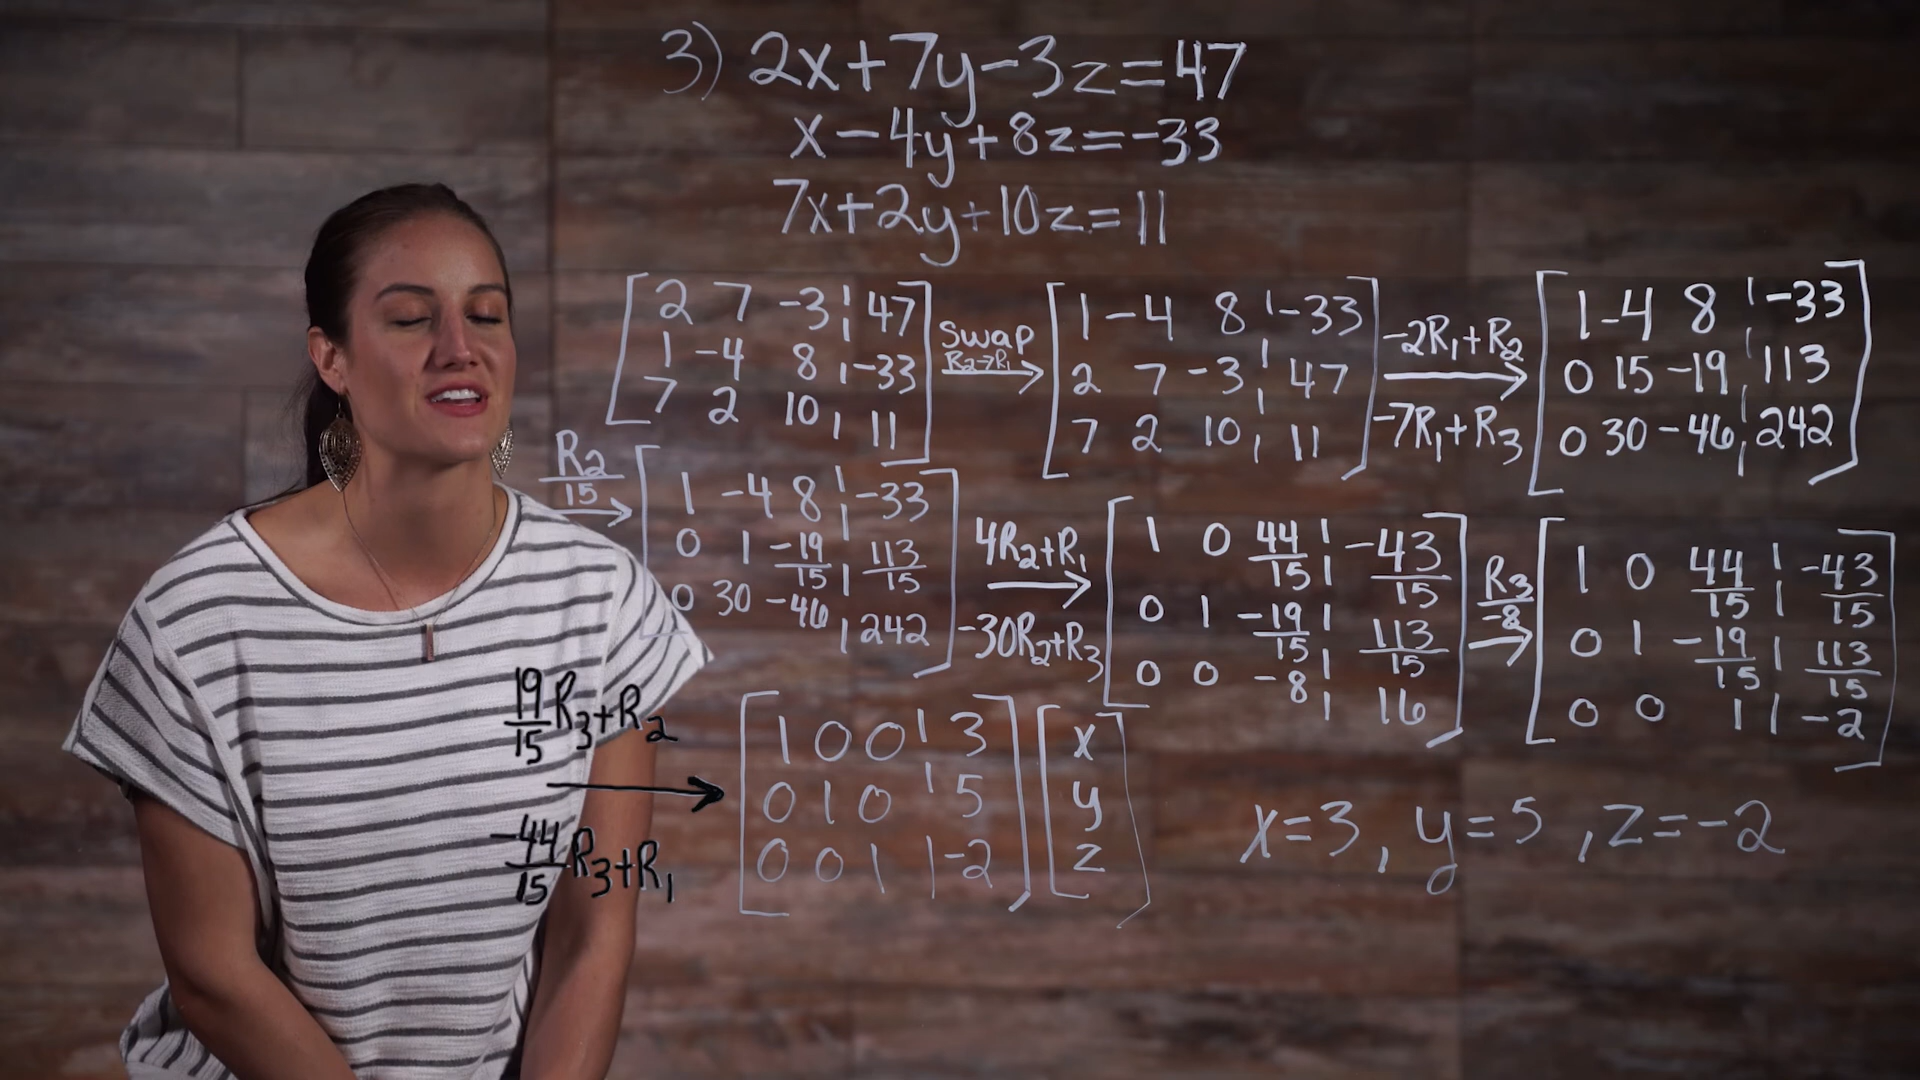 3) 2x+7y-3z=47
x-4y+8z=-33
7x+2y+10z=11
[2 7 -3 ¦ 47]
[1 -4 8 ¦ -33]
[7 2 10 ¦ 11]
swap
R2→R1
[1 -4 8 ¦ -33]
[2 7 -3 ¦ 47]
[7 2 10 ¦ 11]
-2R1+R2
-7R1+R3
[1 -4 8 ¦ -33]
[0 15 -19 ¦ 113]
[0 30 -46 ¦ 242]
R2/15
[1 -4 8 ¦ -33]
[0 1 -19/15 ¦ 113/15]
[0 30 -46 ¦ 242]
4R2+R1
-30R2+R3
[1 0 44/15 ¦ -43/15]
[0 1 -19/15 ¦ 113/15]
[0 0 -8 ¦ 16]
R3/-8
[1 0 44/15 ¦ -43/15]
[0 1 -19/15 ¦ 113/15]
[0 0 1 ¦ -2]
19/15 R3+R2
-44/15 R3+R1
[1 0 0 ¦ 3] [x]
[0 1 0 ¦ 5] [y]
[0 0 1 ¦ -2] [z]
x=3, y=5, z=-2